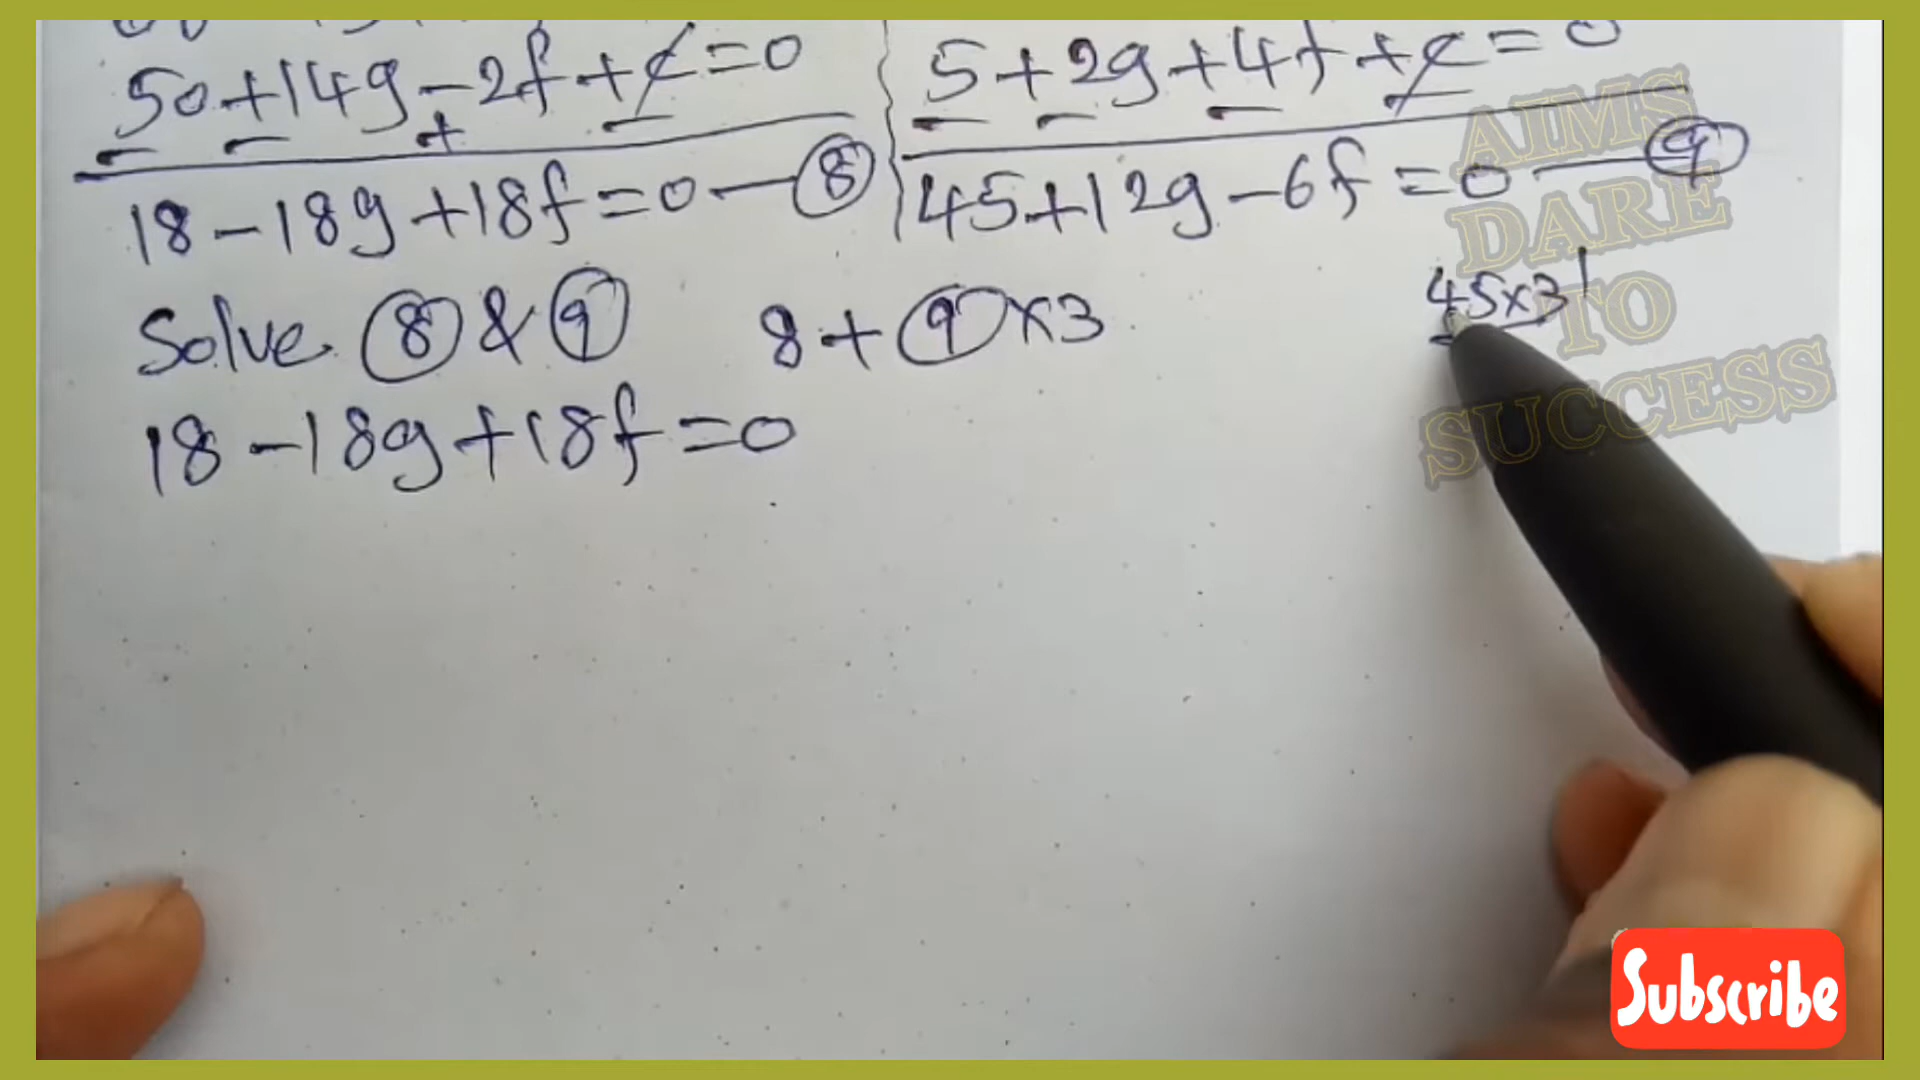 50+14g-2f+c=0
5+2g+4f+c=0
- - + -
- - - -
18-18g+18f=0—⑧
45+12g-6f=0—⑨
Solve ⑧ & ⑨
8+⑨×3
45×3
18-18g+18f=0
AIMS
DARE
TO
SUCCESS
Subscribe